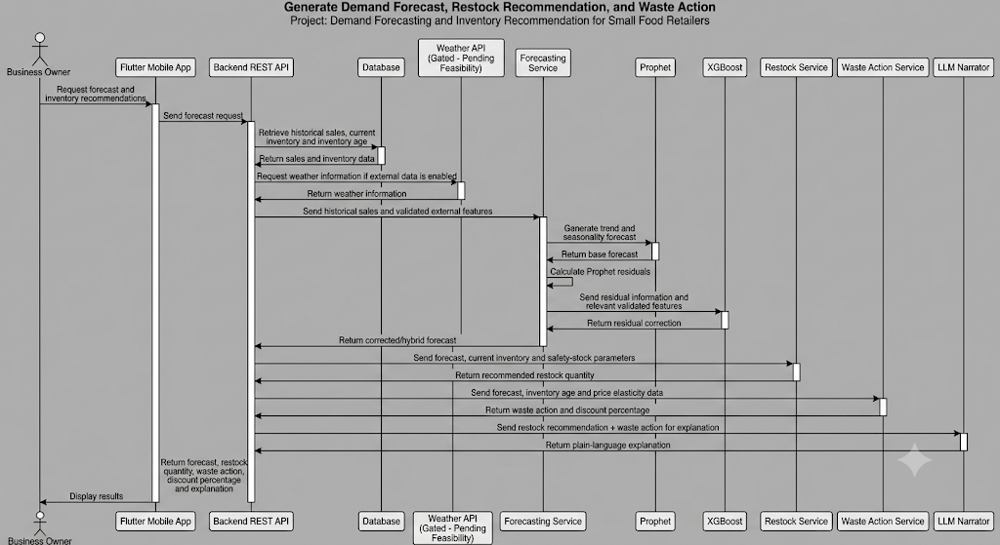 Generate Demand Forecast, Restock Recommendation, and Waste Action
Project: Demand Forecasting and Inventory Recommendation for Small Food Retailers
Business Owner
Flutter Mobile App
Backend REST API
Database
Weather API
(Gated - Pending
Feasibility)
Forecasting
Service
Prophet
XGBoost
Restock Service
Waste Action Service
LLM Narrator
Request forecast and
inventory recommendations
Send forecast request
Retrieve historical sales, current
inventory and inventory age
Return sales and inventory data
Request weather information if external data is enabled
Return weather information
Send historical sales and validated external features
Generate trend and
seasonality forecast
Return base forecast
Calculate Prophet residuals
Send residual information and
relevant validated features
Return residual correction
Return corrected/hybrid forecast
Send forecast, current inventory and safety-stock parameters
Return recommended restock quantity
Send forecast, inventory age and price elasticity data
Return waste action and discount percentage
Send restock recommendation + waste action for explanation
Return plain-language explanation
Return forecast, restock
quantity, waste action,
discount percentage
and explanation
Display results
Business Owner
Flutter Mobile App
Backend REST API
Database
Weather API
(Gated - Pending
Feasibility)
Forecasting Service
Prophet
XGBoost
Restock Service
Waste Action Service
LLM Narrator